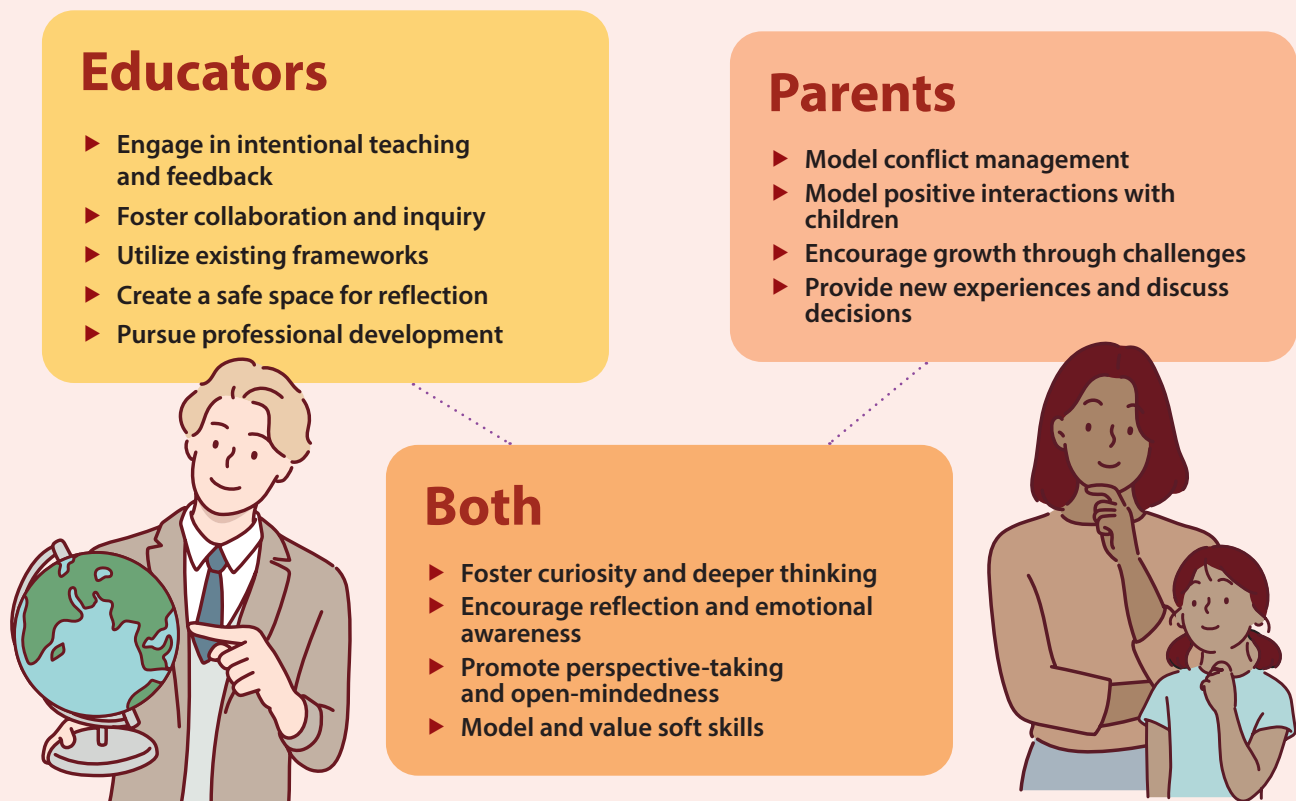 Educators
▶ Engage in intentional teaching
and feedback
▶ Foster collaboration and inquiry
▶ Utilize existing frameworks
▶ Create a safe space for reflection
▶ Pursue professional development
Parents
▶ Model conflict management
▶ Model positive interactions with
children
▶ Encourage growth through challenges
▶ Provide new experiences and discuss
decisions
Both
▶ Foster curiosity and deeper thinking
▶ Encourage reflection and emotional
awareness
▶ Promote perspective-taking
and open-mindedness
▶ Model and value soft skills